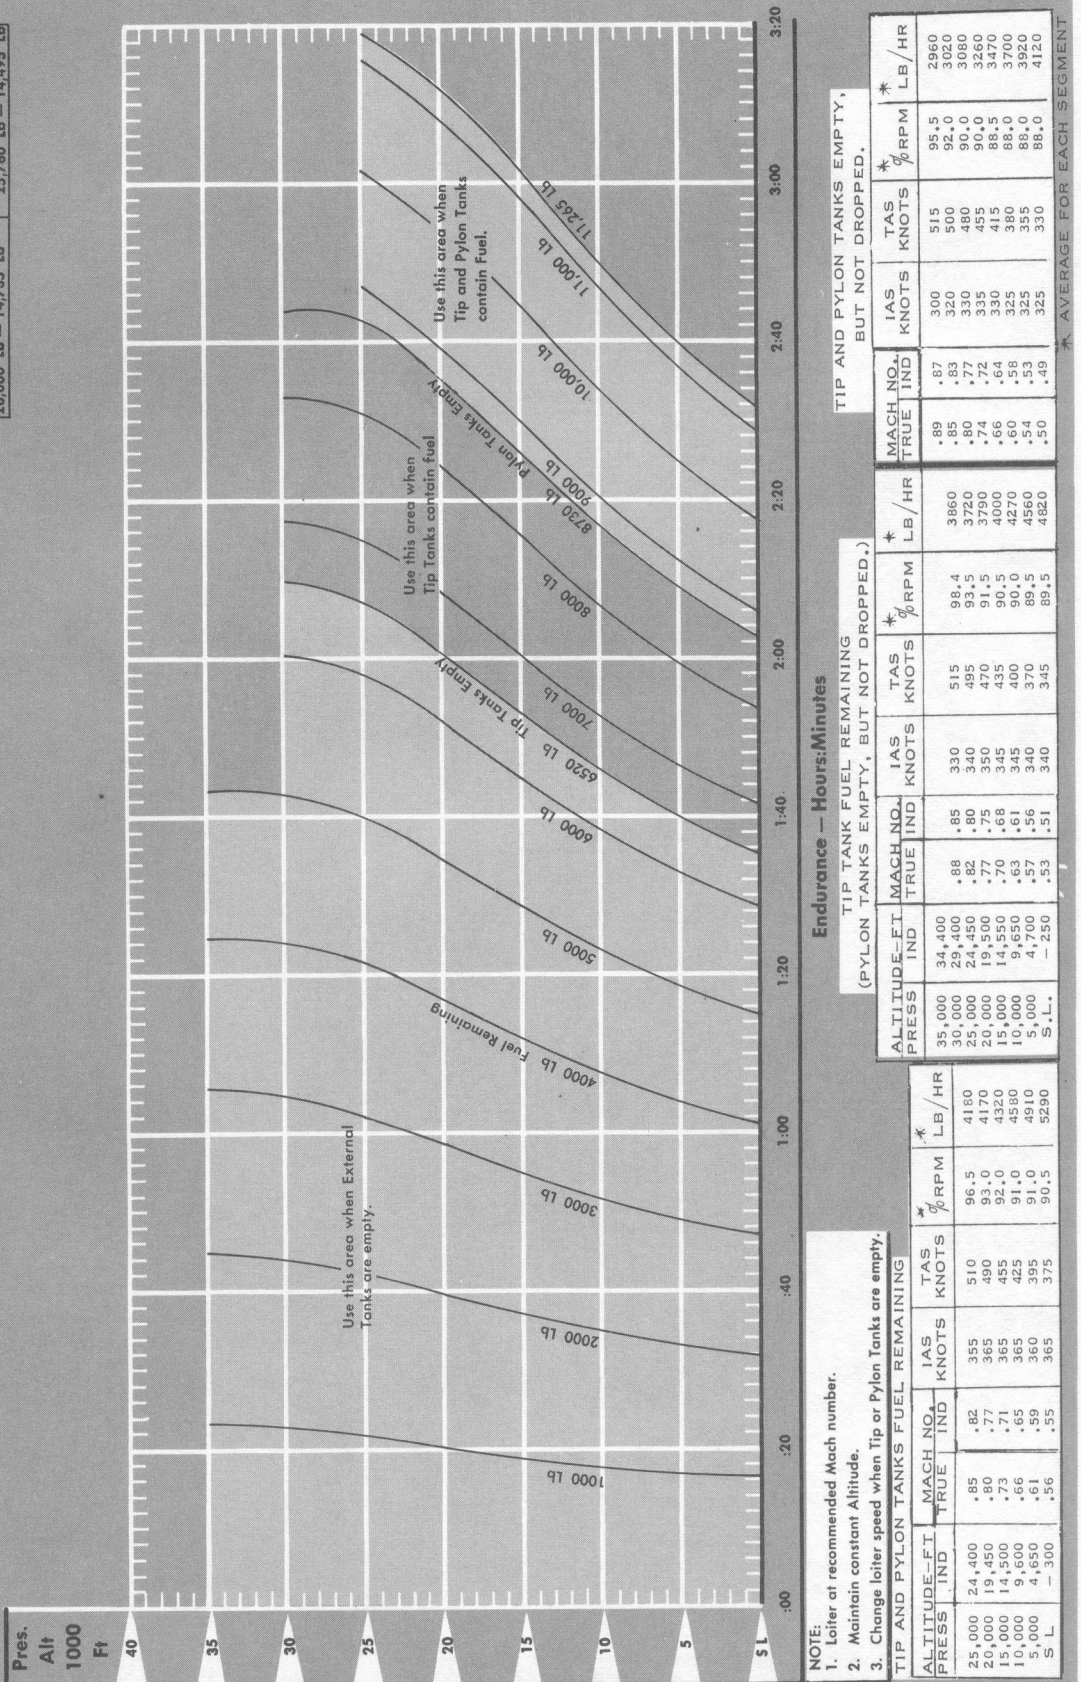 Pres.
Alt
1000
Ft
40
35
30
25
20
15
10
5
SL
Use this area when External
Tanks are empty.
Use this area when
Tip Tanks contain fuel
Use this area when
Tip and Pylon Tanks
contain Fuel.
1000 Lb
2000 Lb
3000 Lb
4000 Lb Fuel Remaining
5000 Lb
6000 Lb
6520 Lb Tip Tanks Empty
7000 Lb
8000 Lb
8730 Lb Pylon Tanks Empty
9000 Lb
10,000 Lb
11,000 Lb
11,265 Lb
:00 :20 :40 1:00 1:20 1:40 2:00 2:20 2:40 3:00 3:20
Endurance — Hours:Minutes
NOTE:
1. Loiter at recommended Mach number.
2. Maintain constant Altitude.
3. Change loiter speed when Tip or Pylon Tanks are empty.
TIP AND PYLON TANKS FUEL REMAINING
ALTITUDE-FT MACH NO. IAS TAS * *
PRESS IND TRUE IND KNOTS KNOTS %RPM LB/HR
25,000 24,400 .85 .82 355 510 96.5 4180
20,000 19,450 .80 .77 365 490 93.0 4170
15,000 14,500 .73 .71 365 455 92.0 4320
10,000 9,600 .66 .65 365 425 91.0 4580
5,000 4,650 .61 .59 360 395 91.0 4910
S L -300 .56 .55 365 375 90.5 5290
TIP TANK FUEL REMAINING
(PYLON TANKS EMPTY, BUT NOT DROPPED.)
ALTITUDE-FT MACH NO. IAS TAS * *
PRESS IND TRUE IND KNOTS KNOTS %RPM LB/HR
35,000 34,400
30,000 29,400 .88 .85 330 515 98.4 3860
25,000 24,450 .82 .80 340 495 93.5 3720
20,000 19,500 .77 .75 350 470 91.5 3790
15,000 14,550 .70 .68 345 435 90.5 4000
10,000 9,650 .63 .61 345 400 90.0 4270
5,000 4,700 .57 .56 340 370 89.5 4560
S.L. -250 .53 .51 340 345 89.5 4820
TIP AND PYLON TANKS EMPTY,
BUT NOT DROPPED.
MACH NO. IAS TAS * *
TRUE IND KNOTS KNOTS %RPM LB/HR
.89 .87 300 515 95.5 2960
.85 .83 320 500 92.0 3020
.80 .77 330 480 90.0 3080
.74 .72 335 455 90.0 3260
.66 .64 330 415 88.5 3470
.60 .58 325 380 88.0 3700
.54 .53 325 355 88.0 3920
.50 .49 325 330 88.0 4120
* AVERAGE FOR EACH SEGMENT